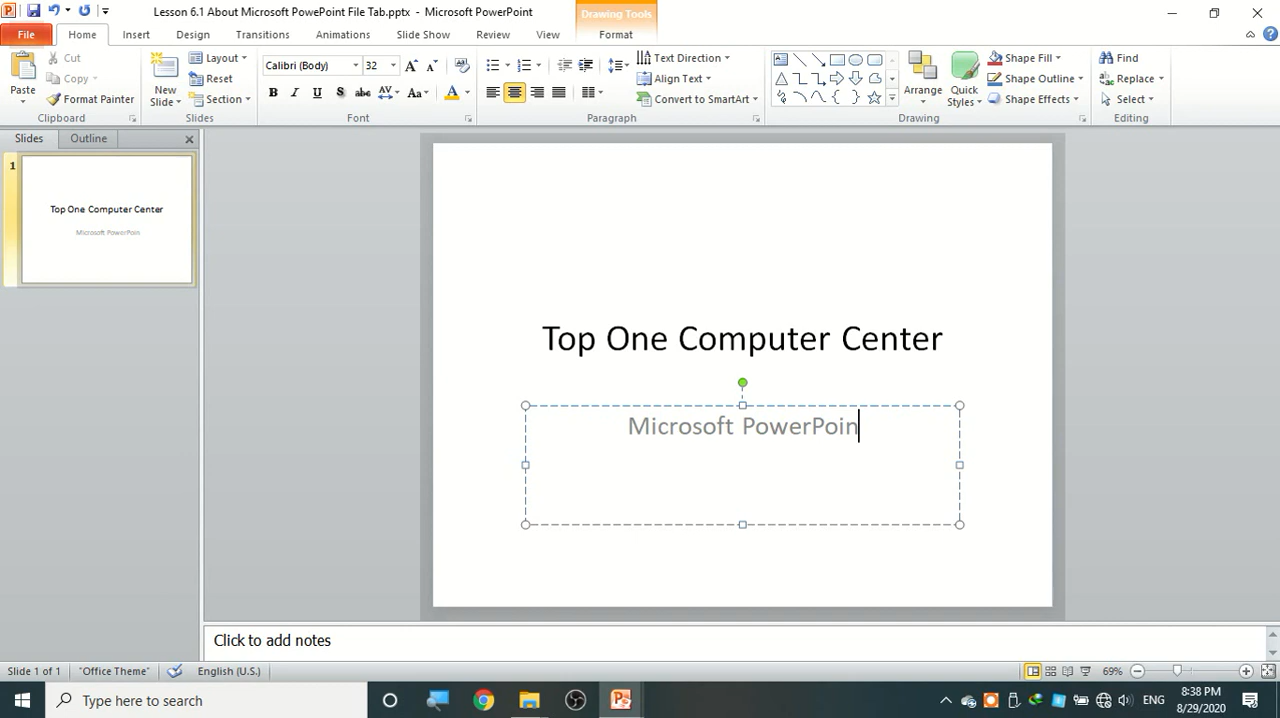 Lesson 6.1 About Microsoft PowePoint File Tab.pptx - Microsoft PowerPoint
Drawing Tools
File Home Insert Design Transitions Animations Slide Show Review View Format
Paste
Cut
Copy
Format Painter
Clipboard
New Slide
Layout
Reset
Section
Slides
Calibri (Body) 32
B I U S abc AV Aa A
Font
Text Direction
Align Text
Convert to SmartArt
Paragraph
Arrange
Quick Styles
Shape Fill
Shape Outline
Shape Effects
Drawing
Find
Replace
Select
Editing
Slides Outline
1
Top One Computer Center
Microsoft PowerPoin
Top One Computer Center
Microsoft PowerPoin
Click to add notes
Slide 1 of 1 "Office Theme" English (U.S.) 69%
Type here to search
ENG
8:38 PM
8/29/2020